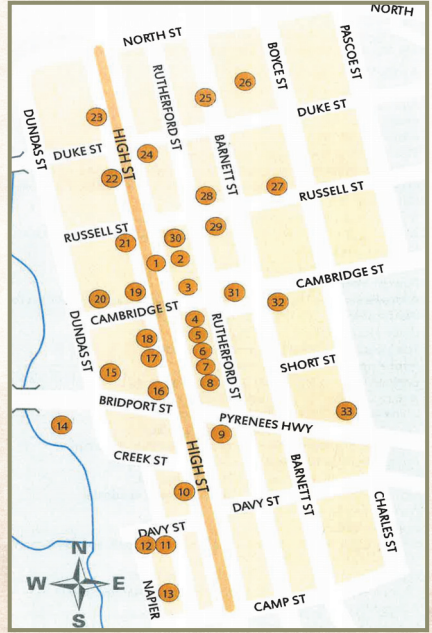 NORTH
NORTH ST
BOYCE ST
PASCOE ST
RUTHERFORD ST
26
25
DUKE ST
23
DUNDAS ST
HIGH ST
BARNETT ST
DUKE ST
24
22
28
27
RUSSELL ST
29
RUSSELL ST
30
21
2
1
CAMBRIDGE ST
3
31
32
19
20
CAMBRIDGE ST
DUNDAS ST
4
RUTHERFORD ST
5
18
6
17
7
15
8
SHORT ST
16
BRIDPORT ST
33
14
PYRENEES HWY
9
CREEK ST
HIGH ST
BARNETT ST
10
DAVY ST
CHARLES ST
DAVY ST
12
11
N
W
E
S
NAPIER
13
CAMP ST